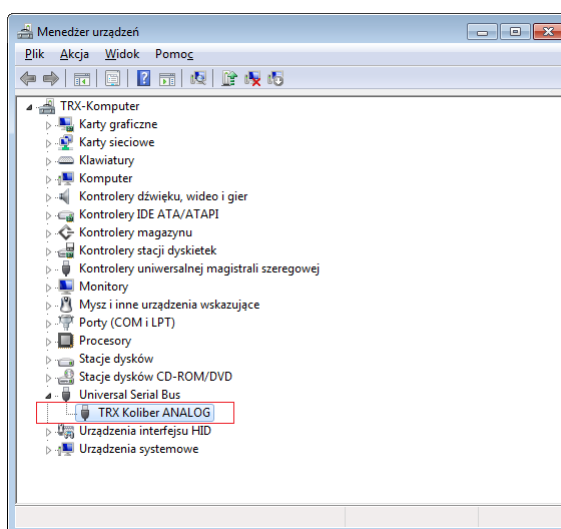 Menedżer urządzeń
Plik Akcja Widok Pomoc
TRX-Komputer
Karty graficzne
Karty sieciowe
Klawiatury
Komputer
Kontrolery dźwięku, wideo i gier
Kontrolery IDE ATA/ATAPI
Kontrolery magazynu
Kontrolery stacji dyskietek
Kontrolery uniwersalnej magistrali szeregowej
Monitory
Mysz i inne urządzenia wskazujące
Porty (COM i LPT)
Procesory
Stacje dysków
Stacje dysków CD-ROM/DVD
Universal Serial Bus
TRX Koliber ANALOG
Urządzenia interfejsu HID
Urządzenia systemowe